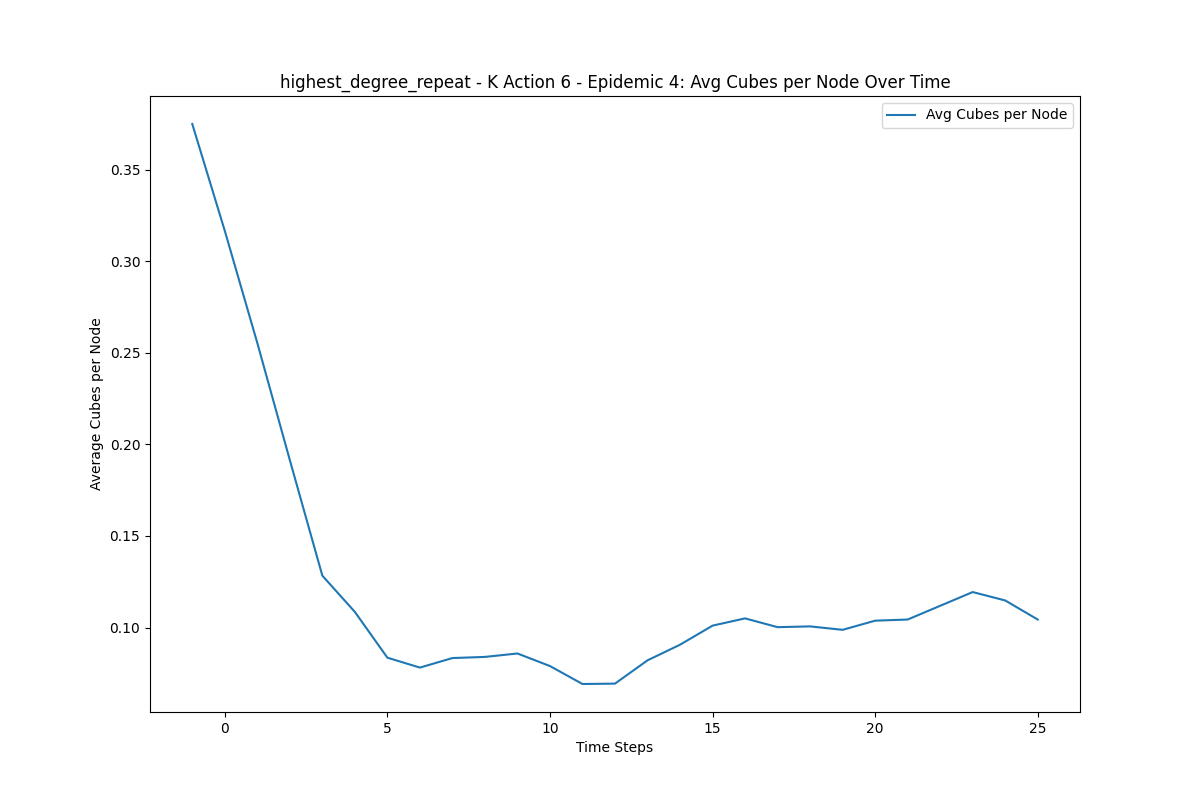 highest_degree_repeat - K Action 6 - Epidemic 4: Avg Cubes per Node Over Time
Avg Cubes per Node
Average Cubes per Node
0.35
0.30
0.25
0.20
0.15
0.10
0 5 10 15 20 25
Time Steps